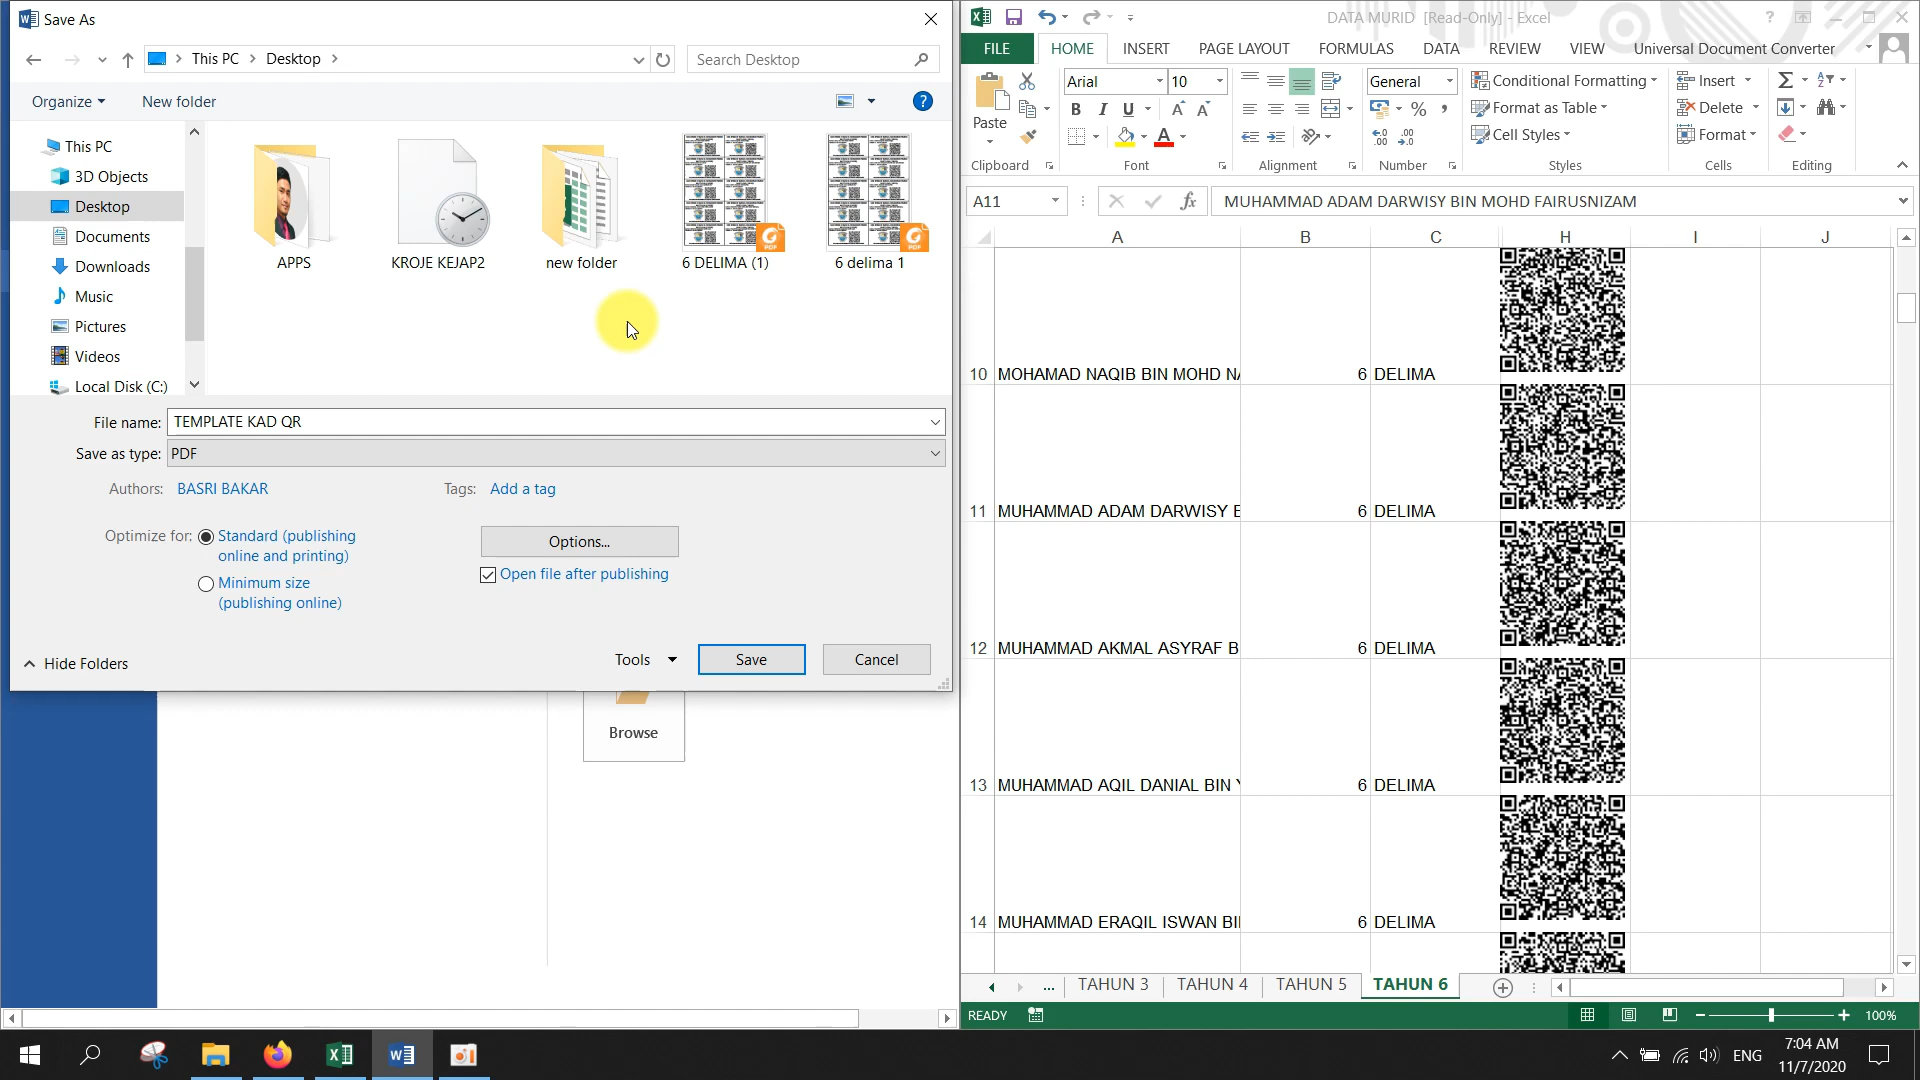 Save As
This PC
Desktop
Search Desktop
Organize
New folder
?
This PC
3D Objects
Desktop
Documents
Downloads
Music
Pictures
Videos
Local Disk (C:)
APPS
KROJE KEJAP2
new folder
6 DELIMA (1)
6 delima 1
File name: TEMPLATE KAD QR
Save as type: PDF
Authors: BASRI BAKAR
Tags: Add a tag
Optimize for: Standard (publishing
online and printing)
Minimum size
(publishing online)
Options...
Open file after publishing
Hide Folders
Tools
Save
Cancel
Browse
DATA MURID [Read-Only] - Excel
?
FILE
HOME
INSERT
PAGE LAYOUT
FORMULAS
DATA
REVIEW
VIEW
Universal Document Converter
Paste
Clipboard
Arial
10
B I U
A A
A
Font
Alignment
General
% ,
Number
Conditional Formatting
Format as Table
Cell Styles
Styles
Insert
Delete
Format
Cells
Editing
A11
fx
MUHAMMAD ADAM DARWISY BIN MOHD FAIRUSNIZAM
A B C H I J
10 MOHAMAD NAQIB BIN MOHD NA 6 DELIMA
11 MUHAMMAD ADAM DARWISY B 6 DELIMA
12 MUHAMMAD AKMAL ASYRAF B 6 DELIMA
13 MUHAMMAD AQIL DANIAL BIN Y 6 DELIMA
14 MUHAMMAD ERAQIL ISWAN BI 6 DELIMA
... TAHUN 3 TAHUN 4 TAHUN 5 TAHUN 6
READY
100%
ENG
7:04 AM
11/7/2020